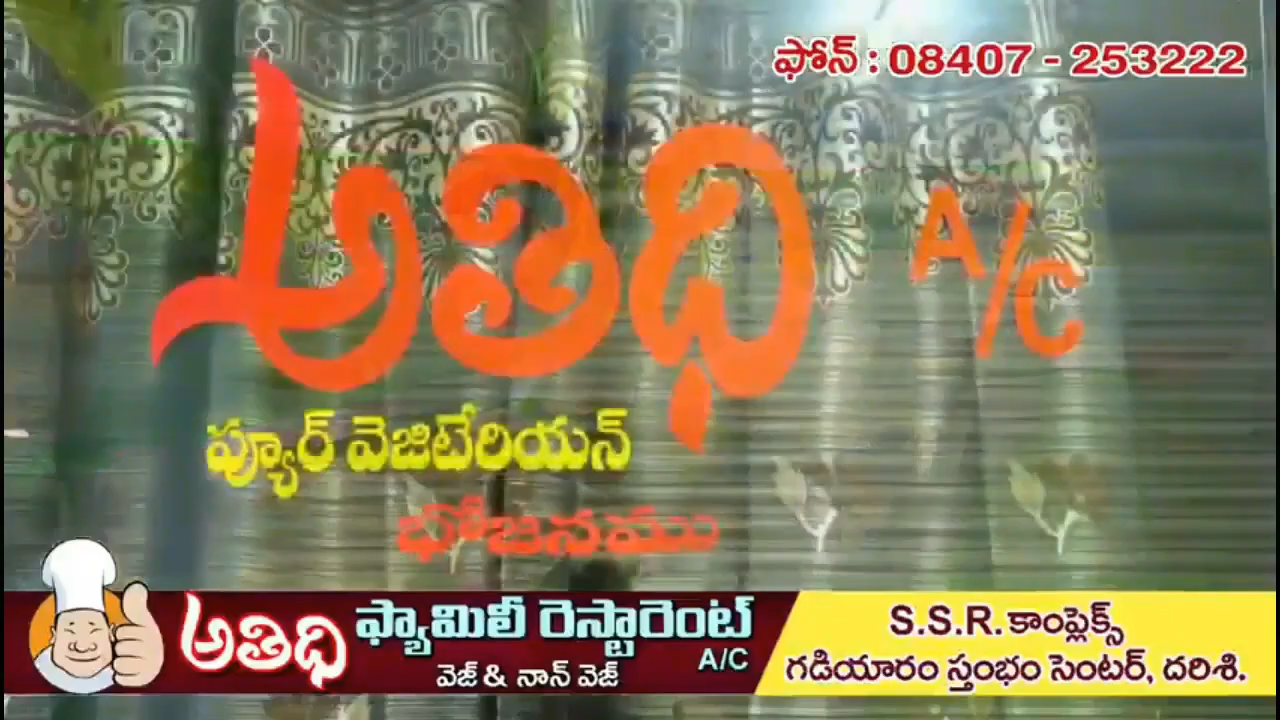 ఫోన్ : 08407 - 253222
అతిధి A/C
ప్యూర్ వెజిటేరియన్
భోజనము
అతిధి ఫ్యామిలీ రెస్టారెంట్
A/C
వెజ్ & నాన్ వెజ్
S.S.R. కాంప్లెక్స్
గడియారం స్తంభం సెంటర్, దరిశి.